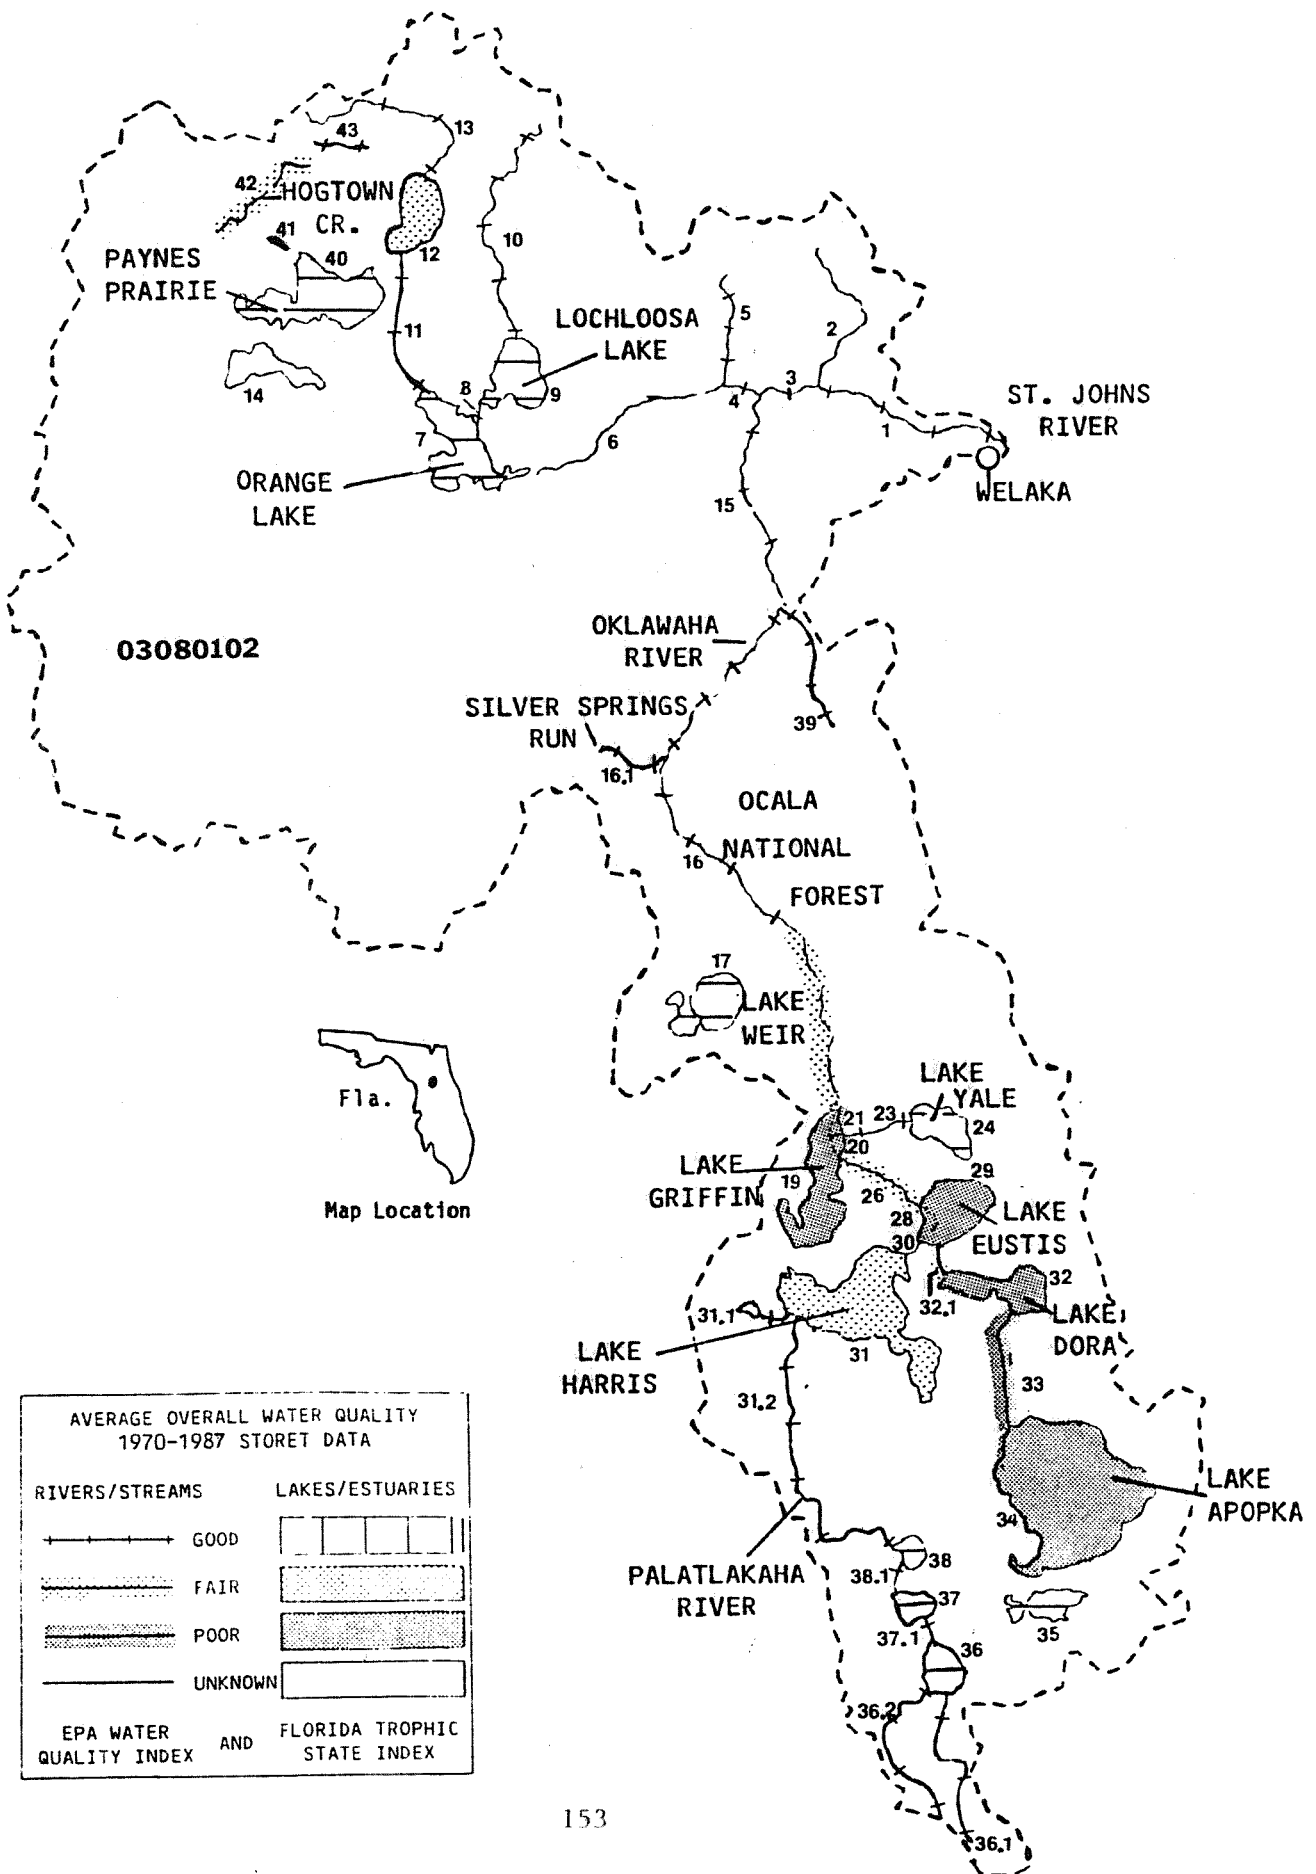 43
13
42
HOGTOWN
CR.
41
40
12
10
PAYNES
PRAIRIE
11
14
LOCHLOOSA
LAKE
8
9
7
ORANGE
LAKE
6
5
2
3
4
1
ST. JOHNS
RIVER
WELAKA
15
OKLAWAHA
RIVER
03080102
SILVER SPRINGS
RUN
39
16.1
OCALA
NATIONAL
FOREST
16
17
LAKE
WEIR
Fla.
Map Location
LAKE
YALE
21
23
24
20
LAKE
GRIFFIN
19
26
29
28
30
LAKE
EUSTIS
32
32.1
LAKE
DORA
31.1
LAKE
HARRIS
31
33
31.2
LAKE
APOPKA
34
PALATLAKAHA
RIVER
38
38.1
37
37.1
35
36
36.2
36.1
AVERAGE OVERALL WATER QUALITY
1970-1987 STORET DATA
RIVERS/STREAMS LAKES/ESTUARIES
GOOD
FAIR
POOR
UNKNOWN
EPA WATER
QUALITY INDEX
AND
FLORIDA TROPHIC
STATE INDEX
153